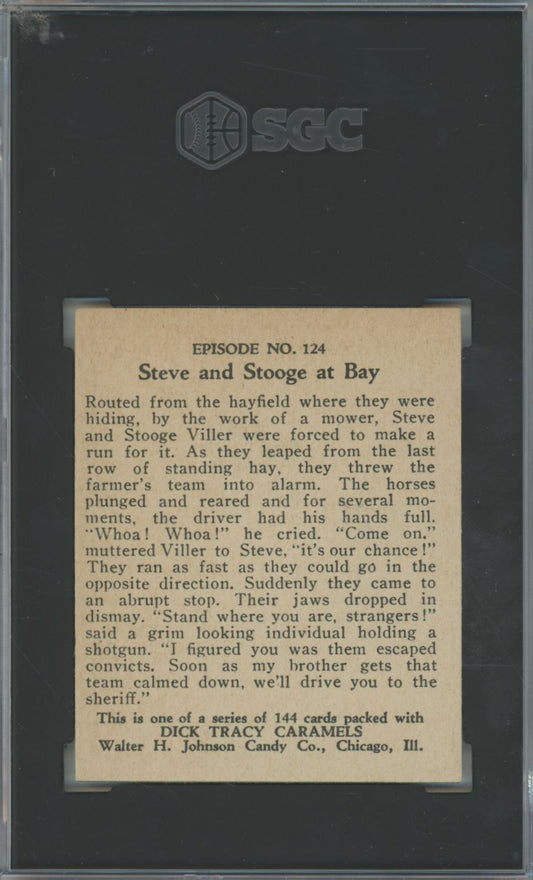 SGC
EPISODE NO. 124
Steve and Stooge at Bay
Routed from the hayfield where they were
hiding, by the work of a mower, Steve
and Stooge Viller were forced to make a
run for it. As they leaped from the last
row of standing hay, they threw the
farmer's team into alarm. The horses
plunged and reared and for several mo-
ments, the driver had his hands full.
"Whoa! Whoa!" he cried. "Come on."
muttered Viller to Steve, "it's our chance!"
They ran as fast as they could go in the
opposite direction. Suddenly they came to
an abrupt stop. Their jaws dropped in
dismay. "Stand where you are, strangers!"
said a grim looking individual holding a
shotgun. "I figured you was them escaped
convicts. Soon as my brother gets that
team calmed down, we'll drive you to the
sheriff."
This is one of a series of 144 cards packed with
DICK TRACY CARAMELS
Walter H. Johnson Candy Co., Chicago, Ill.